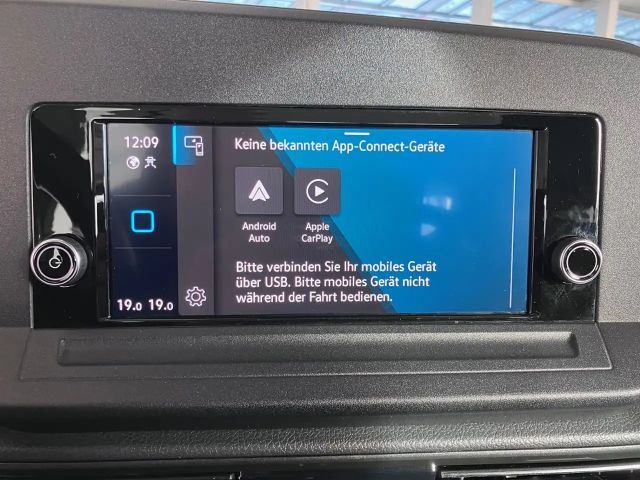 12:09
Keine bekannten App-Connect-Geräte
Android
Auto
Apple
CarPlay
Bitte verbinden Sie Ihr mobiles Gerät
über USB. Bitte mobiles Gerät nicht
während der Fahrt bedienen.
19.0 19.0